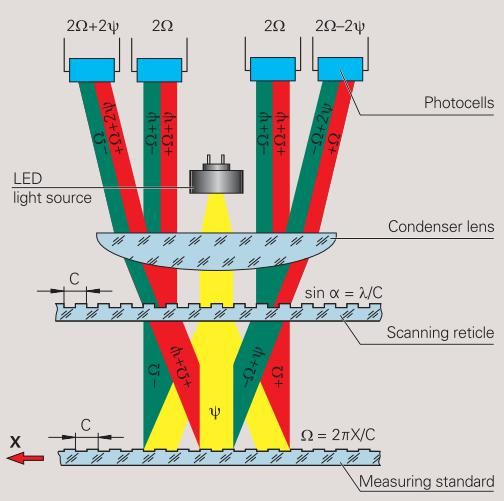 2Ω+2ψ
2Ω
2Ω
2Ω–2ψ
Photocells
−Ω
+Ω+2ψ
−Ω+ψ
+Ω+ψ
−Ω+ψ
+Ω+ψ
−Ω+2ψ
+Ω
LED
light source
Condenser lens
C
sin α = λ/C
Scanning reticle
−Ω
+Ω+ψ
−Ω+ψ
+Ω
ψ
C
Ω = 2πX/C
X
Measuring standard